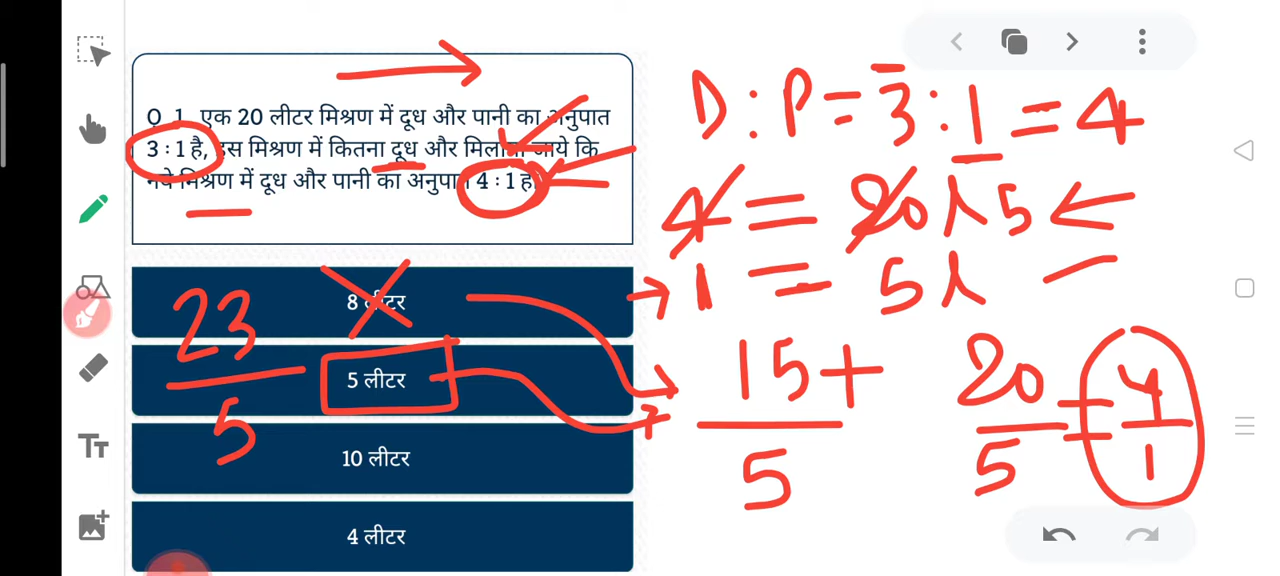 Q. 1. एक 20 लीटर मिश्रण में दूध और पानी का अनुपात
3 : 1 है, इस मिश्रण में कितना दूध और मिलाया जाये कि
नये मिश्रण में दूध और पानी का अनुपात 4 : 1 हो
8 लीटर
5 लीटर
10 लीटर
4 लीटर
23
5
D : P = 3 : 1 = 4
4 = 20 l 5
1 = 5 l
15 +
5
20
5
=
4
1
Tт